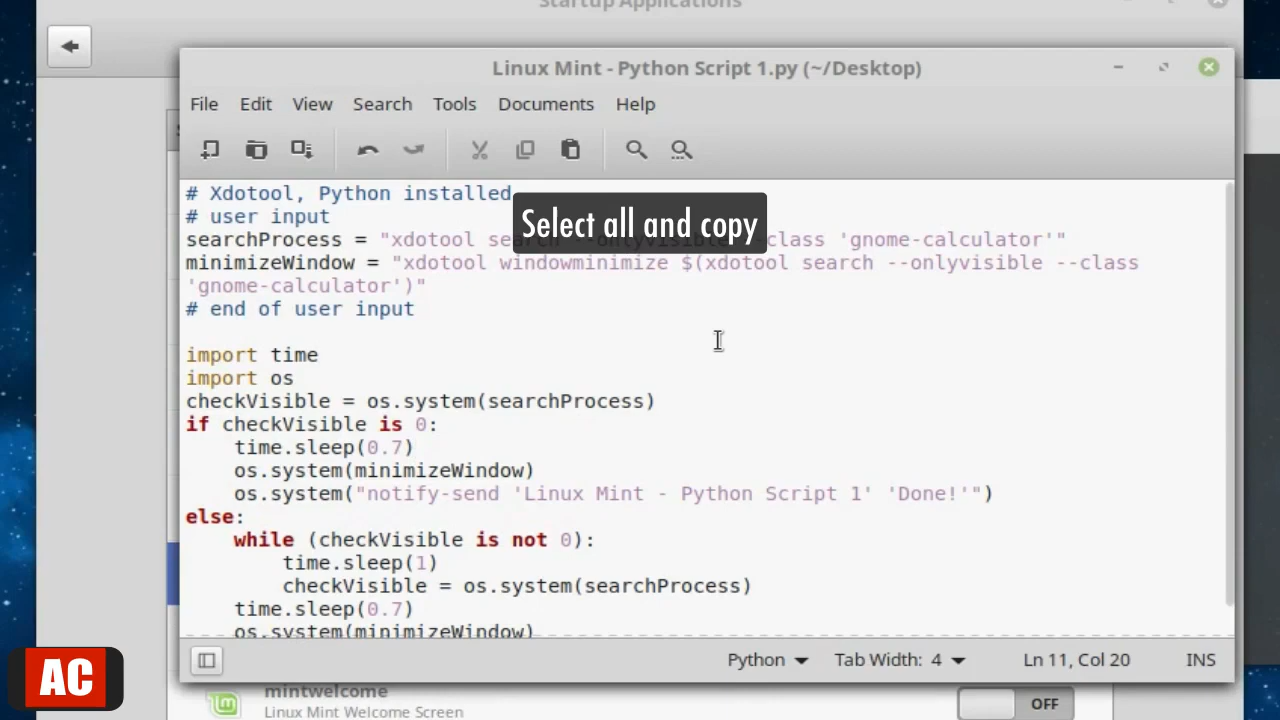 Startup Applications
Linux Mint - Python Script 1.py (~/Desktop)
File Edit View Search Tools Documents Help
# Xdotool, Python installed
# user input
Select all and copy
searchProcess = "xdotool search --onlyvisible --class 'gnome-calculator'"
minimizeWindow = "xdotool windowminimize $(xdotool search --onlyvisible --class
'gnome-calculator')"
# end of user input
import time
import os
checkVisible = os.system(searchProcess)
if checkVisible is 0:
    time.sleep(0.7)
    os.system(minimizeWindow)
    os.system("notify-send 'Linux Mint - Python Script 1' 'Done!'")
else:
    while (checkVisible is not 0):
        time.sleep(1)
        checkVisible = os.system(searchProcess)
    time.sleep(0.7)
    os.system(minimizeWindow)
Python Tab Width: 4 Ln 11, Col 20 INS
AC
mintwelcome
Linux Mint Welcome Screen
OFF